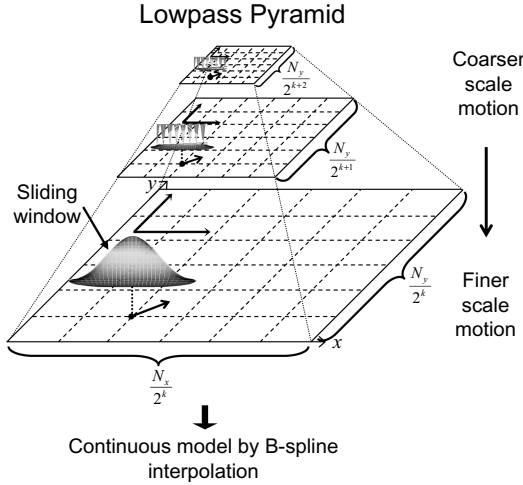 Lowpass Pyramid
N_y / 2^{k+2}
Coarser
scale
motion
N_y / 2^{k+1}
y
Sliding
window
N_y / 2^k
Finer
scale
motion
x
N_x / 2^k
Continuous model by B-spline
interpolation